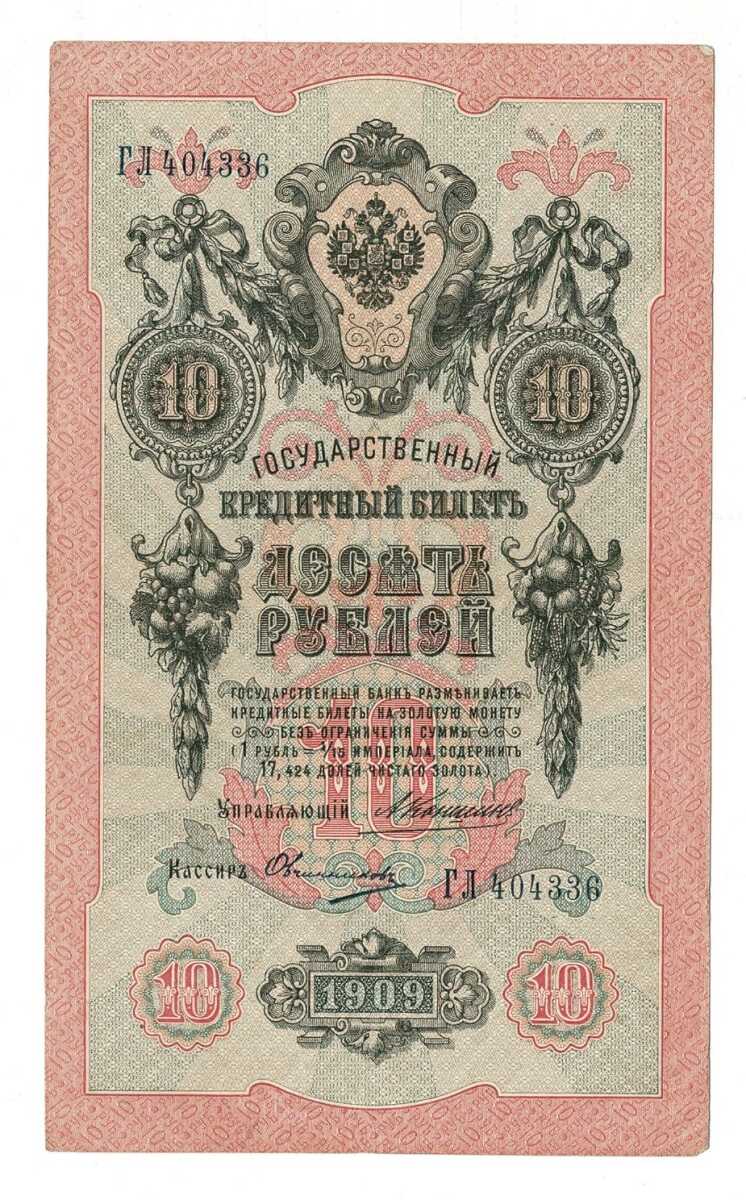 ГЛ 404336
10
10
ГОСУДАРСТВЕННЫЙ
КРЕДИТНЫЙ БИЛЕТЪ
ДЕСЯТЬ
РУБЛЕЙ
ГОСУДАРСТВЕННЫЙ БАНКЪ РАЗМѢНИВАЕТЪ
КРЕДИТНЫЕ БИЛЕТЫ НА ЗОЛОТУЮ МОНЕТУ
БЕЗЪ ОГРАНИЧЕНІЯ СУММЫ
(1 РУБЛЬ = 1/15 ИМПЕРІАЛА, СОДЕРЖИТЪ
17,424 ДОЛЕЙ ЧИСТАГО ЗОЛОТА).
10
УПРАВЛЯЮЩІЙ
Кассиръ Овчинниковъ
ГЛ 404336
10
1909
10